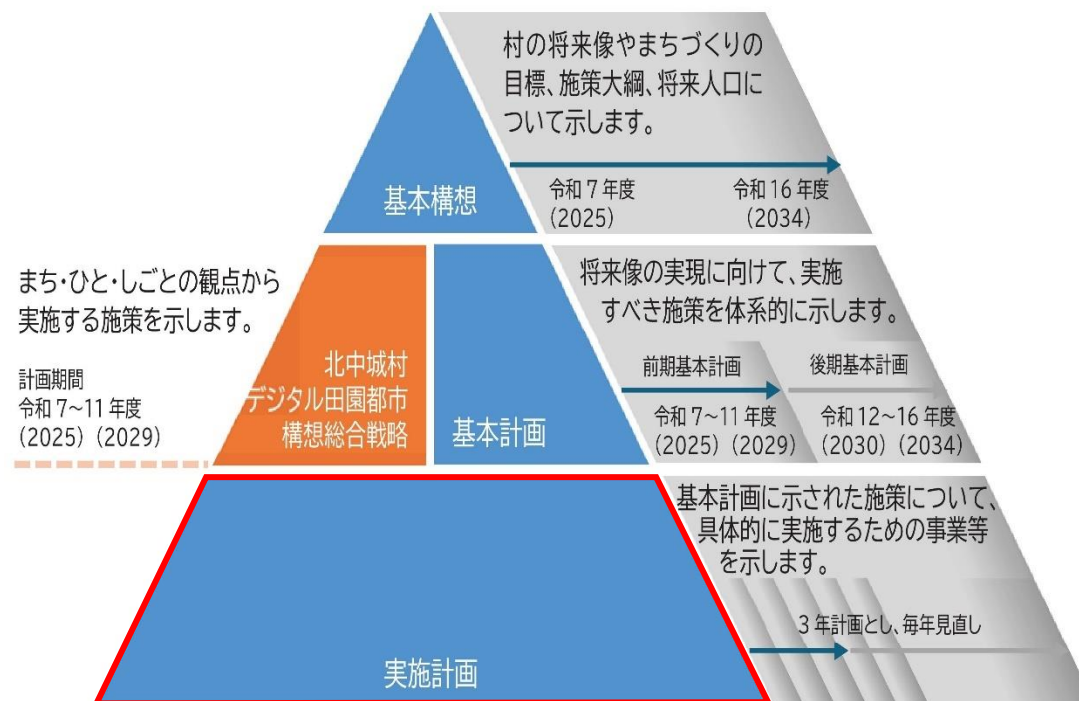 村の将来像やまちづくりの
目標、施策大綱、将来人口に
ついて示します。
基本構想
令和7年度
(2025)
令和16年度
(2034)
まち・ひと・しごとの観点から
実施する施策を示します。
計画期間
令和7~11年度
(2025)(2029)
北中城村
デジタル田園都市
構想総合戦略
基本計画
将来像の実現に向けて、実施
すべき施策を体系的に示します。
前期基本計画
後期基本計画
令和7~11年度
(2025)(2029)
令和12~16年度
(2030)(2034)
基本計画に示された施策について、
具体的に実施するための事業等
を示します。
3年計画とし、毎年見直し
実施計画